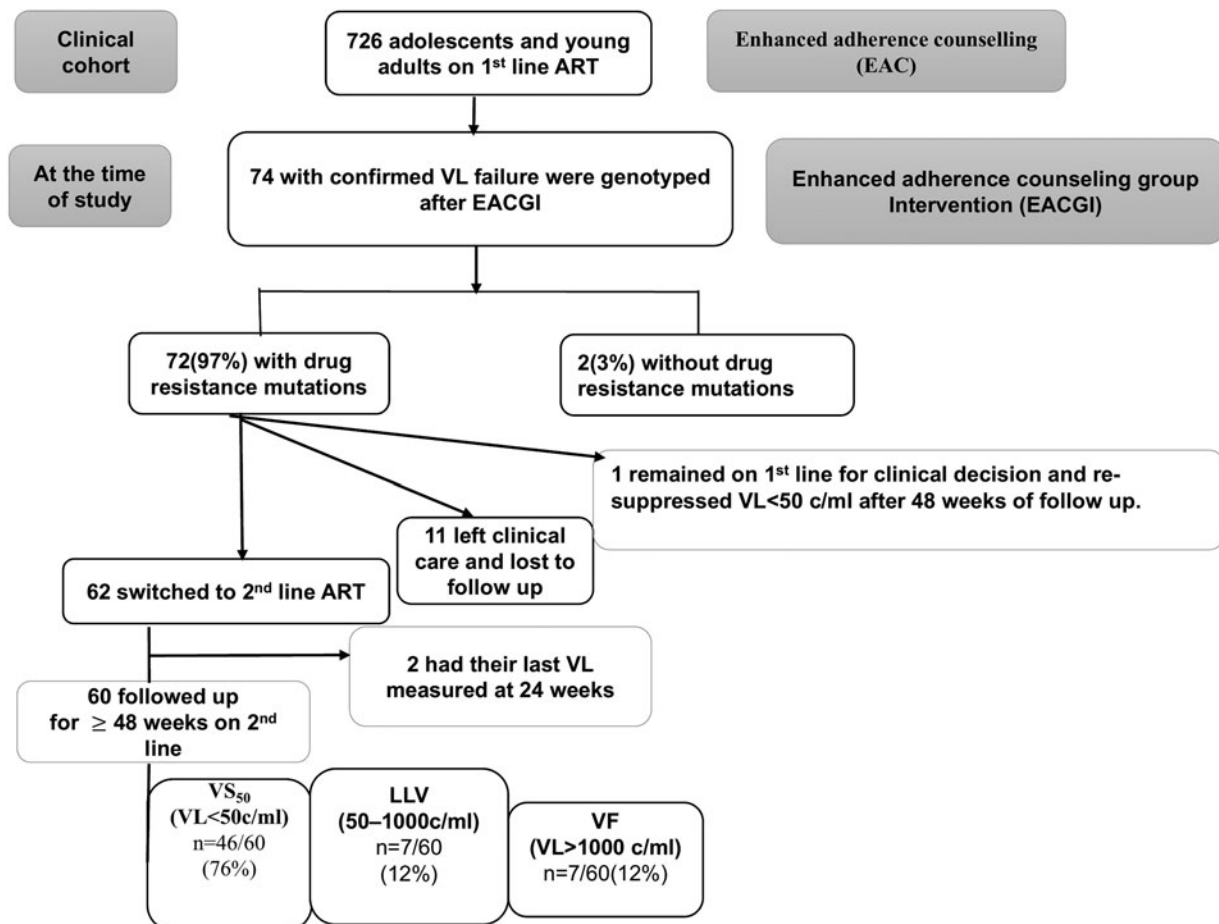 Clinical
cohort
726 adolescents and young
adults on 1st line ART
Enhanced adherence counselling
(EAC)
At the time
of study
74 with confirmed VL failure were genotyped
after EACGI
Enhanced adherence counseling group
Intervention (EACGI)
72(97%) with drug
resistance mutations
2(3%) without drug
resistance mutations
1 remained on 1st line for clinical decision and re-
suppressed VL<50 c/ml after 48 weeks of follow up.
11 left clinical
care and lost to
follow up
62 switched to 2nd line ART
2 had their last VL
measured at 24 weeks
60 followed up
for ≥ 48 weeks on 2nd
line
VS50
(VL<50c/ml)
n=46/60
(76%)
LLV
(50–1000c/ml)
n=7/60
(12%)
VF
(VL>1000 c/ml)
n=7/60(12%)